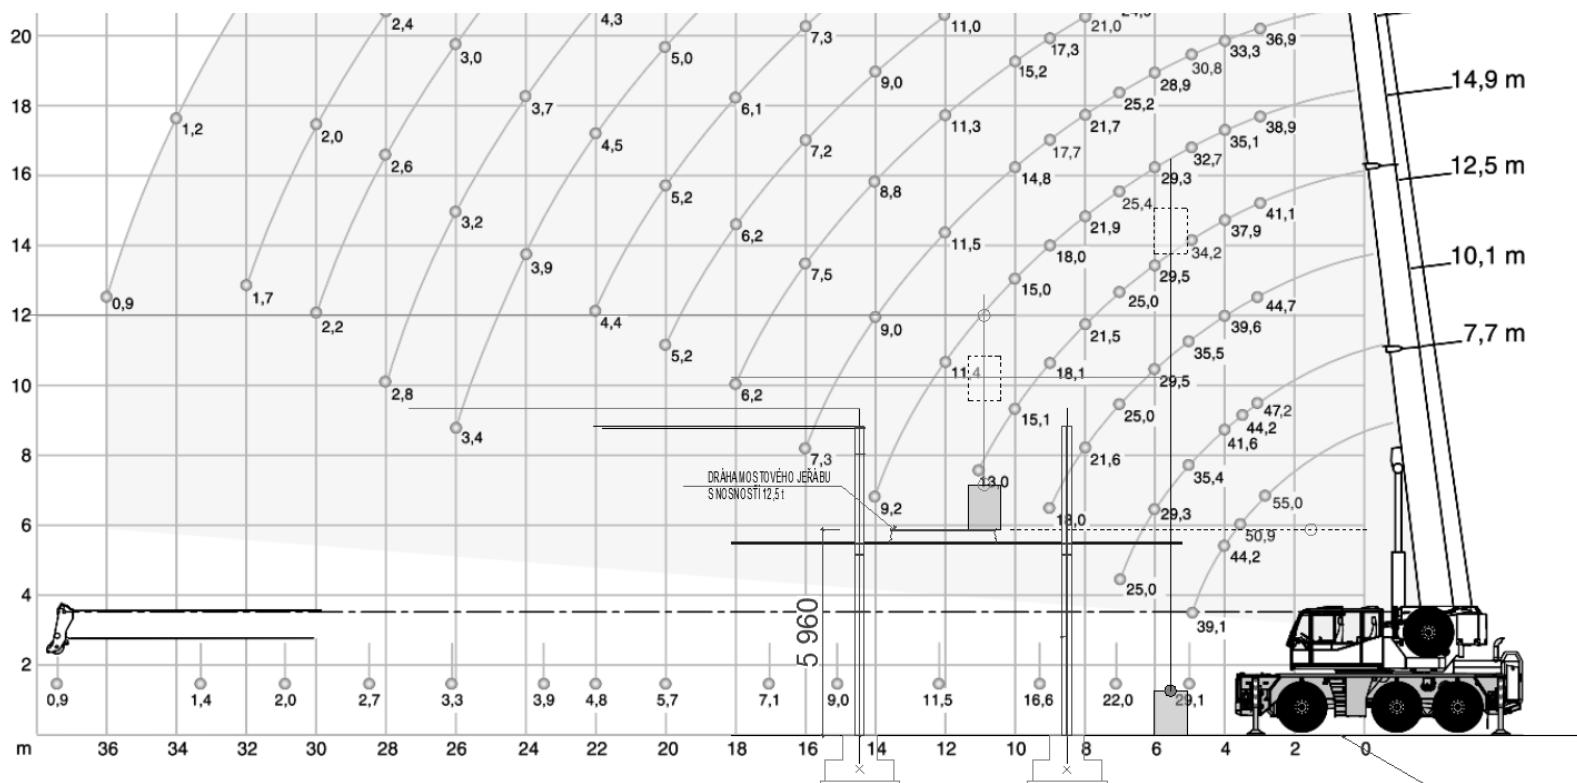 2,4 4,3 11,0 21,0
20 3,0 5,0 7,3 17,3 33,3 36,9
15,2 30,8
9,0 28,9 14,9 m
18 3,7 6,1 25,2
1,2 2,0 4,5 7,2 11,3 21,7 35,1 38,9
17,7 32,7
16 2,6 14,8 29,3 12,5 m
5,2 8,8 25,4
3,2 6,2 11,5 21,9 37,9 41,1
14 3,9 7,5 18,0 34,2
15,0 29,5 10,1 m
0,9 1,7 25,0 44,7
12 2,2 4,4 9,0 21,5 39,6
5,2 35,5 7,7 m
10 2,8 6,2 11,4 18,1 29,5
15,1 25,0 47,2
3,4 44,2
41,6
8 7,3 21,6 35,4
DRÁHA MOSTOVÉHO JEŘÁBU
S NOSNOSTÍ 12,5 t
13,0
9,2 18,0 29,3 55,0
6 50,9
44,2
4 25,0
5 960
39,1
2
0,9 1,4 2,0 2,7 3,3 3,9 4,8 5,7 7,1 9,0 11,5 16,6 22,0 29,1
m 36 34 32 30 28 26 24 22 20 18 16 14 12 10 8 6 4 2 0